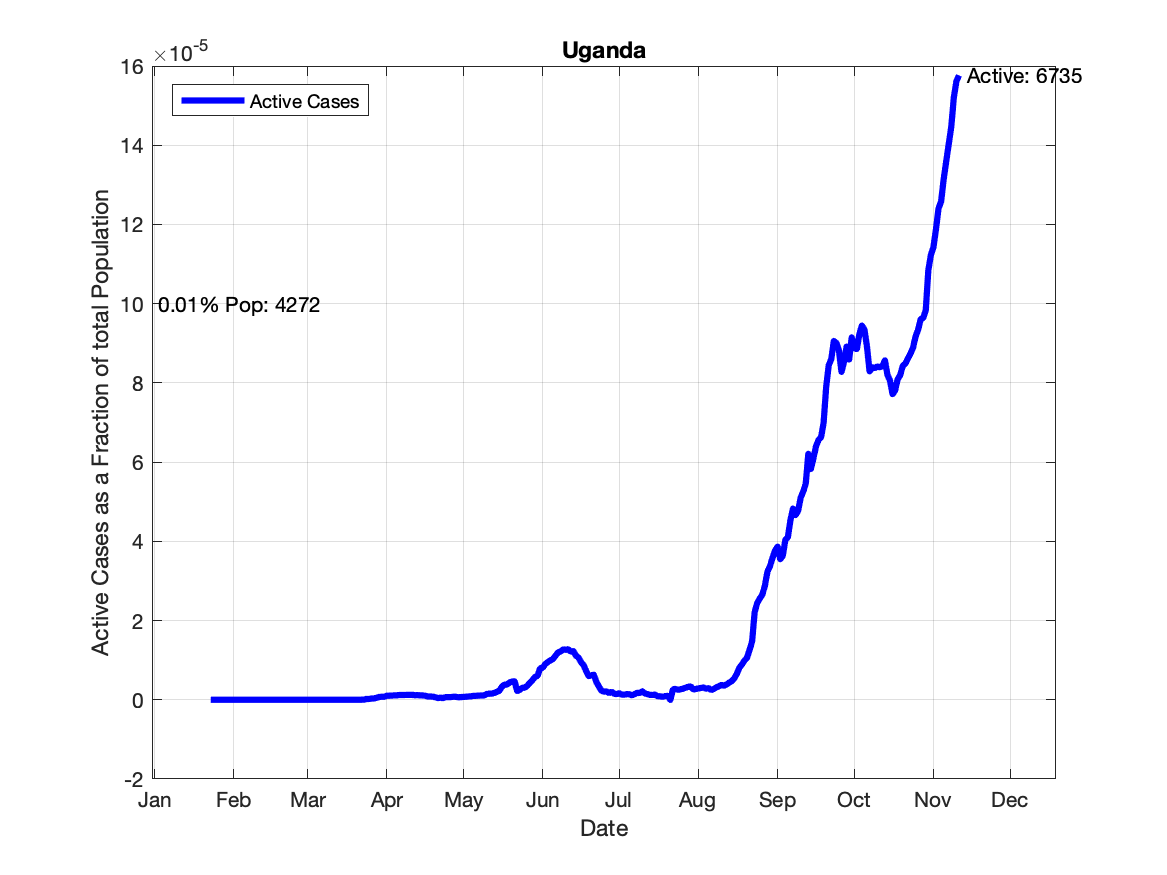 Uganda
×10-5
16
14
12
10
8
6
4
2
0
-2
Active Cases
Active: 6735
0.01% Pop: 4272
Active Cases as a Fraction of total Population
Jan Feb Mar Apr May Jun Jul Aug Sep Oct Nov Dec
Date